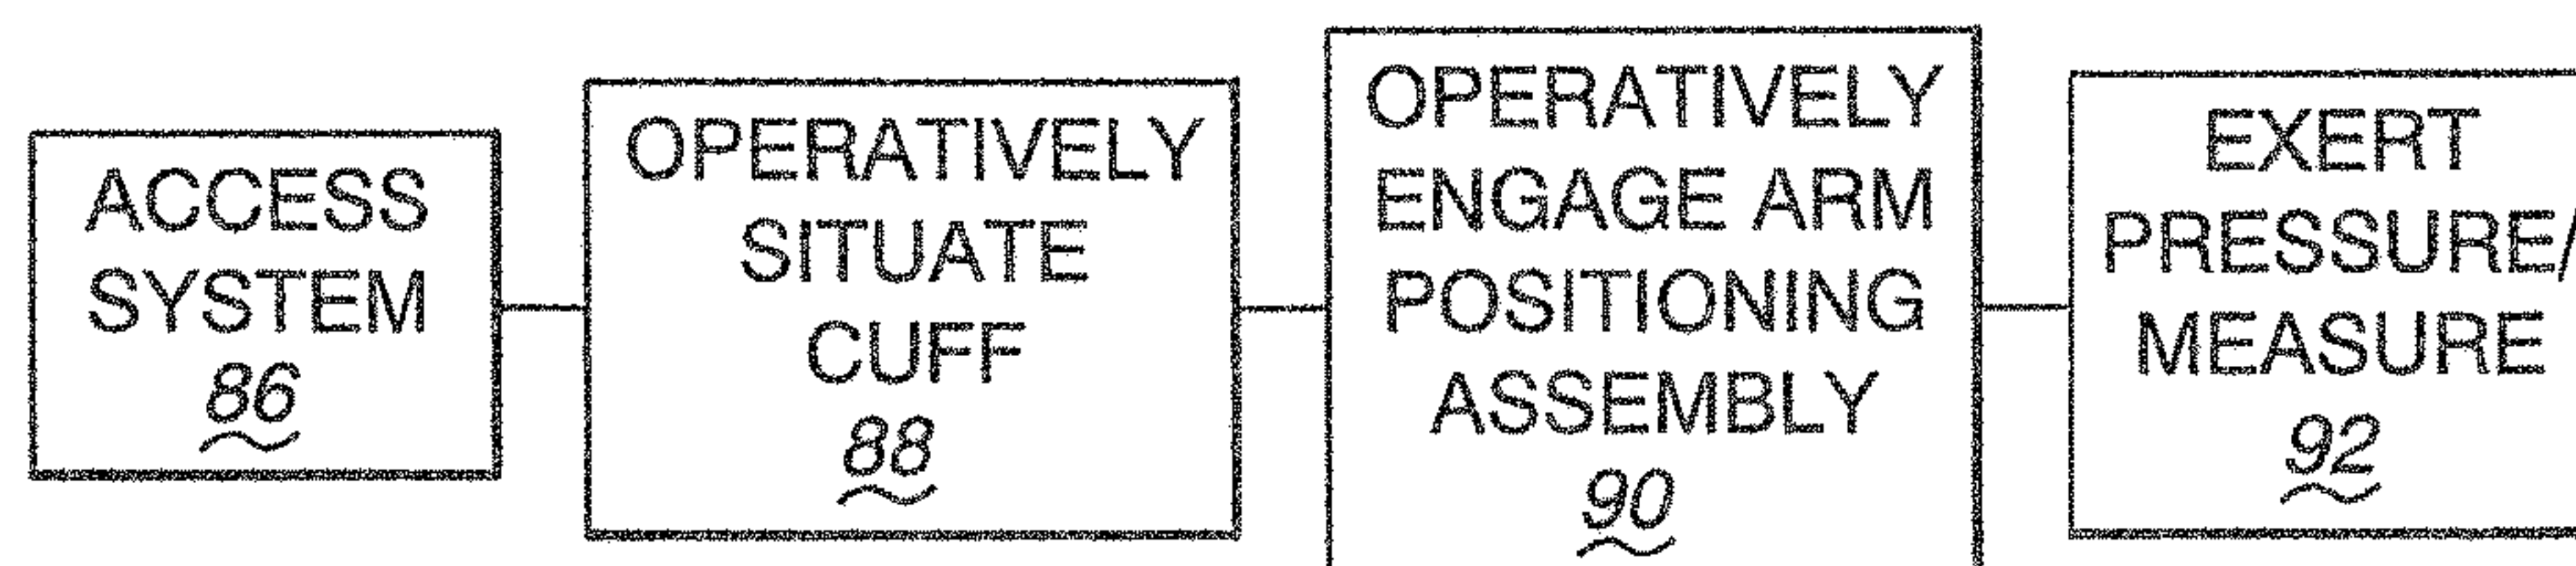 ACCESS
SYSTEM
86
OPERATIVELY
SITUATE
CUFF
88
OPERATIVELY
ENGAGE ARM
POSITIONING
ASSEMBLY
90
EXERT
PRESSURE/
MEASURE
92